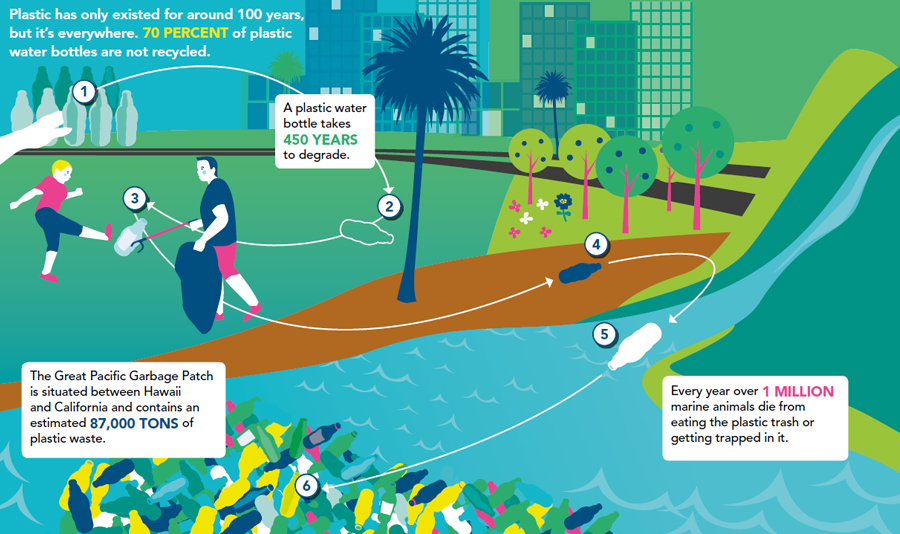 Plastic has only existed for around 100 years,
but it's everywhere. 70 PERCENT of plastic
water bottles are not recycled.
1
A plastic water
bottle takes
450 YEARS
to degrade.
2
3
4
5
The Great Pacific Garbage Patch
is situated between Hawaii
and California and contains an
estimated 87,000 TONS of
plastic waste.
Every year over 1 MILLION
marine animals die from
eating the plastic trash or
getting trapped in it.
6